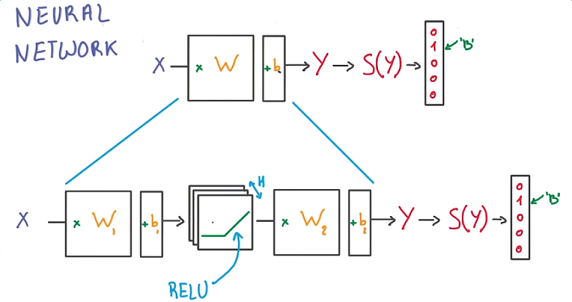 NEURAL
NETWORK
X × W + b → Y → S(Y) → 0 1 0 0 0 'B'
H
X × W₁ + b₁ → × W₂ + b₂ → Y → S(Y) → 0 1 0 0 0 'B'
RELU